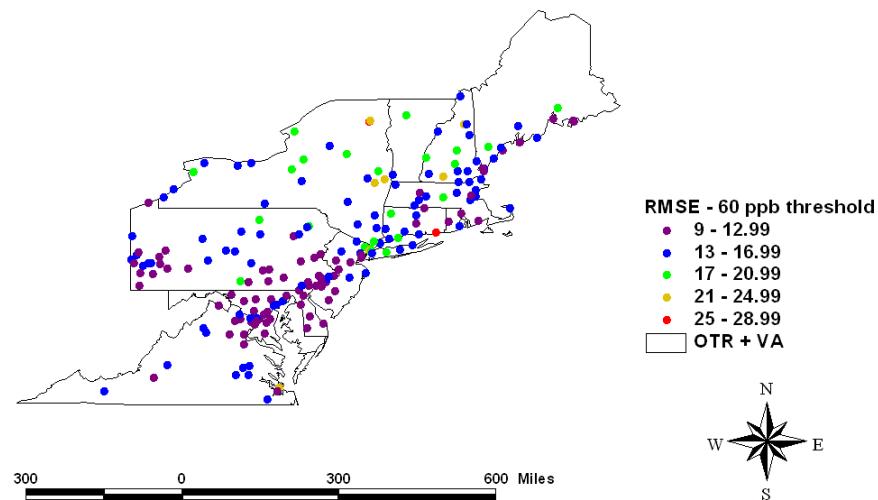 RMSE - 60 ppb threshold
9 - 12.99
13 - 16.99
17 - 20.99
21 - 24.99
25 - 28.99
OTR + VA
N
W E
S
300 0 300 600 Miles